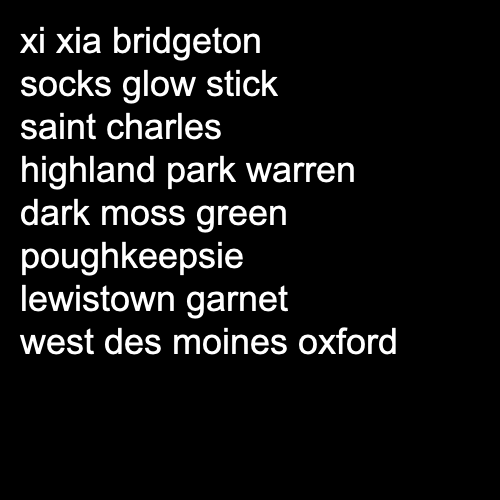 xi xia bridgeton
socks glow stick
saint charles
highland park warren
dark moss green
poughkeepsie
lewistown garnet
west des moines oxford